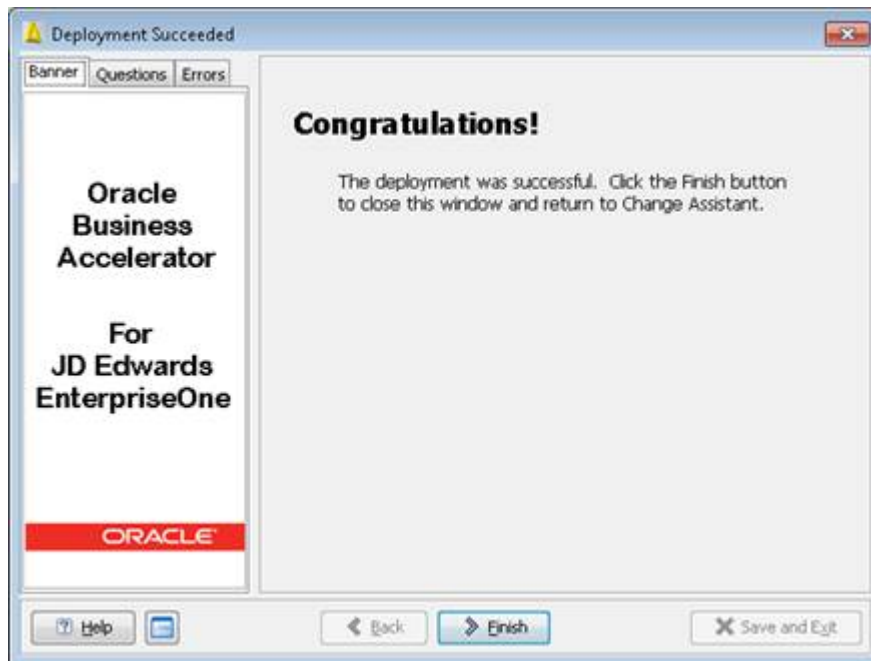 Deployment Succeeded
Banner Questions Errors
Oracle
Business
Accelerator
For
JD Edwards
EnterpriseOne
ORACLE
Congratulations!
The deployment was successful. Click the Finish button
to close this window and return to Change Assistant.
Help
Back
Finish
Save and Exit